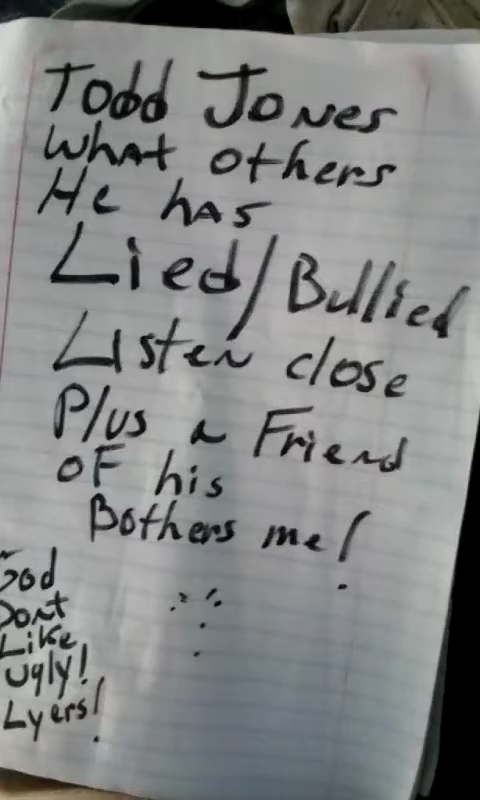 Todd Jones
What others
He has
Lied/Bullied
Listen close
Plus a Friend
OF his
Bothers me!
God
Dont
Like
Ugly!
Lyers!